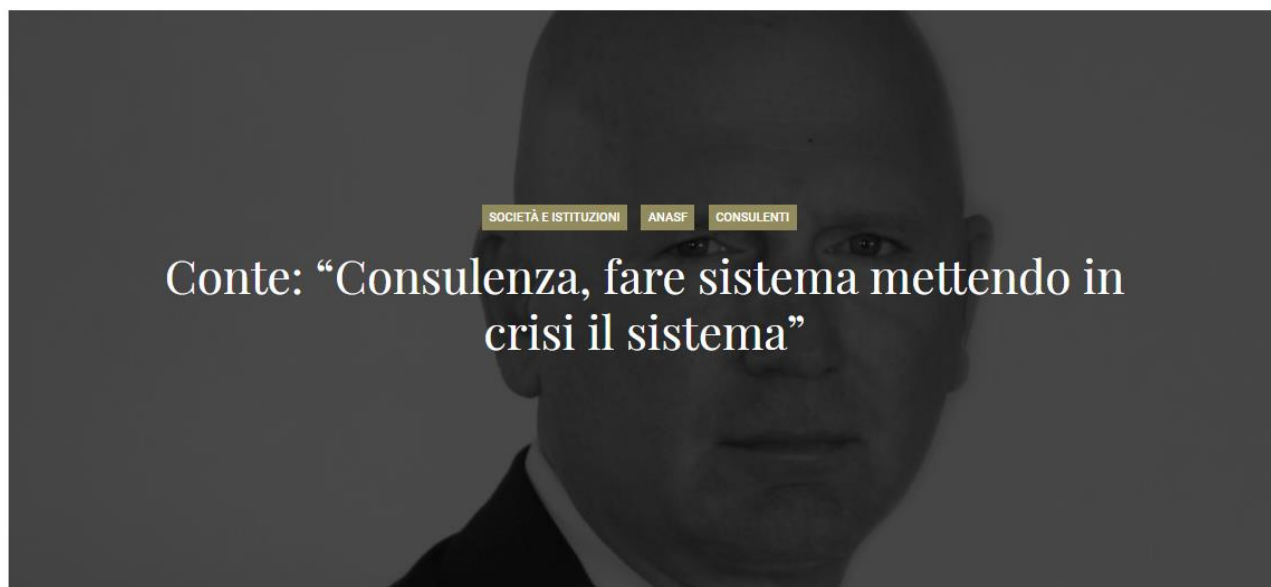 SOCIETÀ E ISTITUZIONI ANASF CONSULENTI
Conte: “Consulenza, fare sistema mettendo in
crisi il sistema”